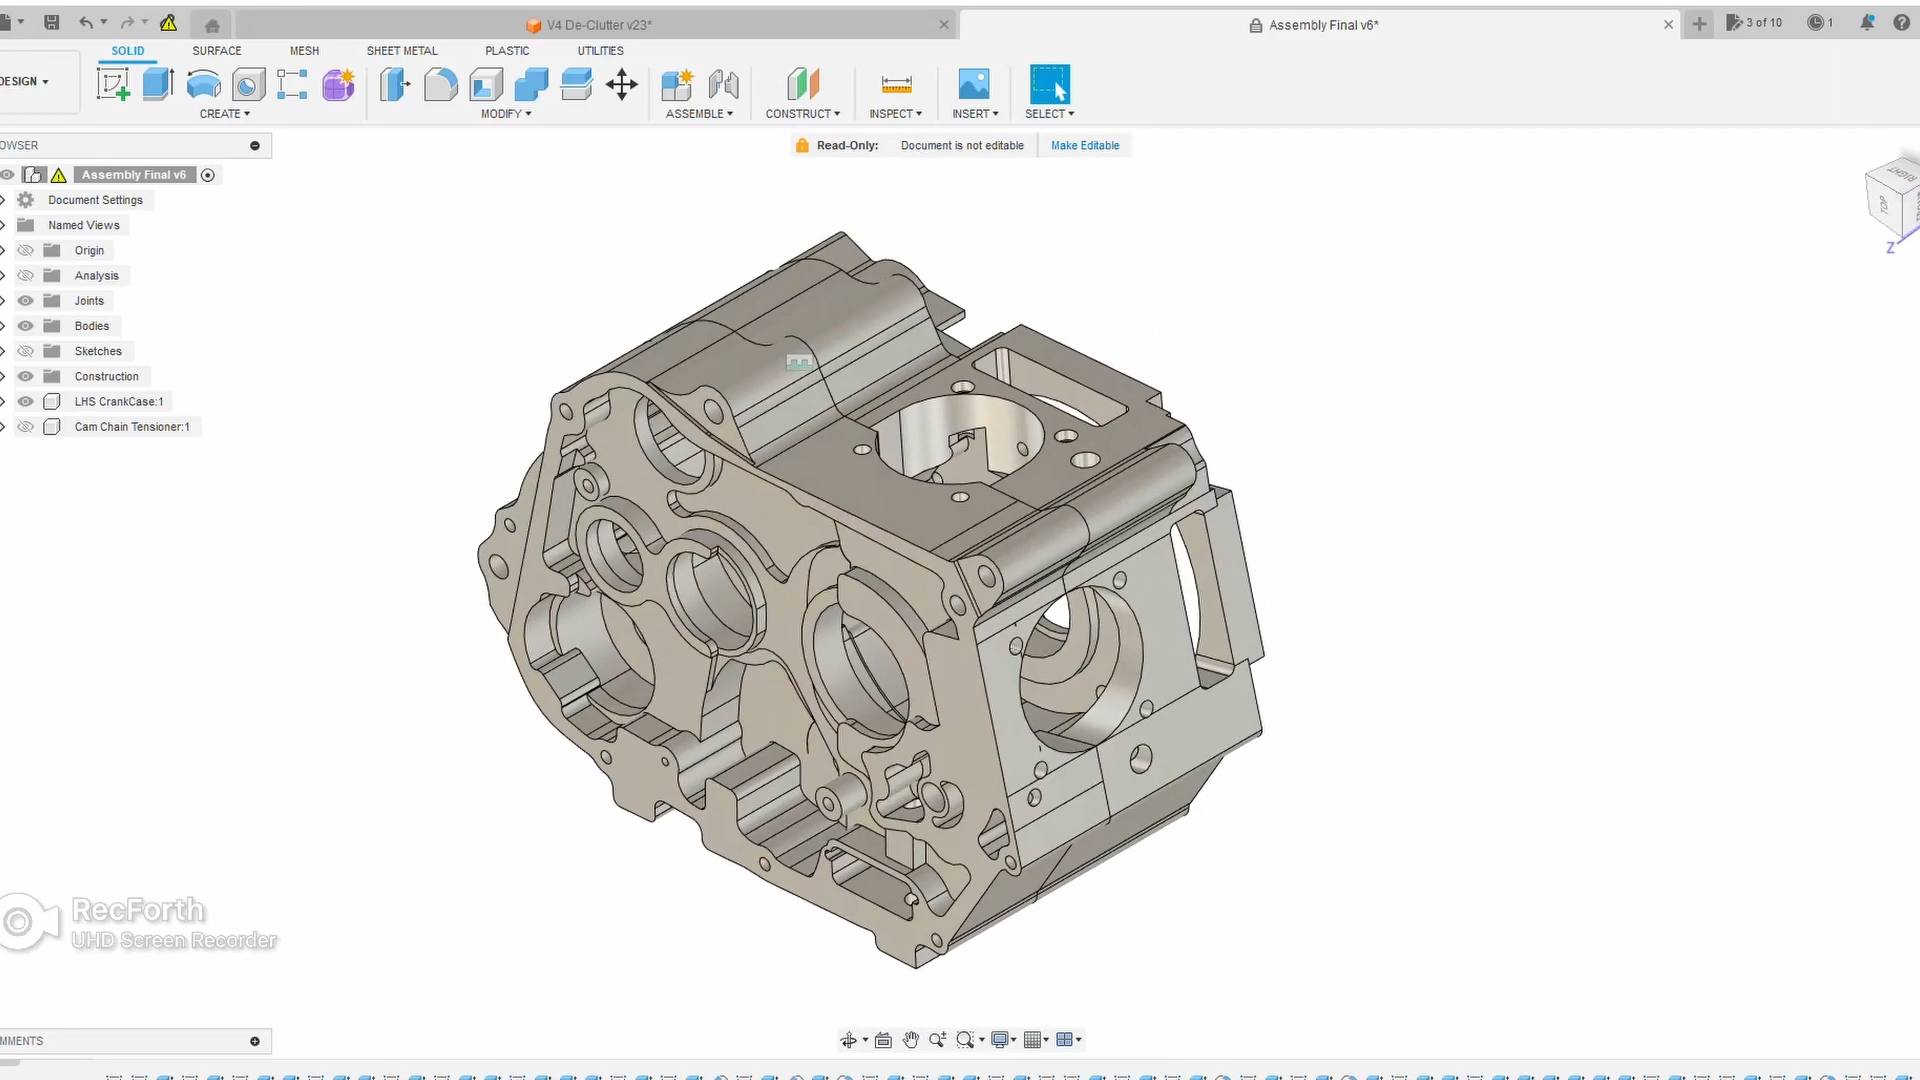 V4 De-Clutter v23*
Assembly Final v6*
3 of 10
1
SOLID
SURFACE
MESH
SHEET METAL
PLASTIC
UTILITIES
DESIGN
CREATE
MODIFY
ASSEMBLE
CONSTRUCT
INSPECT
INSERT
SELECT
OWSER
Read-Only:
Document is not editable
Make Editable
Assembly Final v6
Document Settings
Named Views
Origin
Analysis
Joints
Bodies
Sketches
Construction
LHS CrankCase:1
Cam Chain Tensioner:1
RIGHT
TOP
Z
RecForth
UHD Screen Recorder
MMENTS